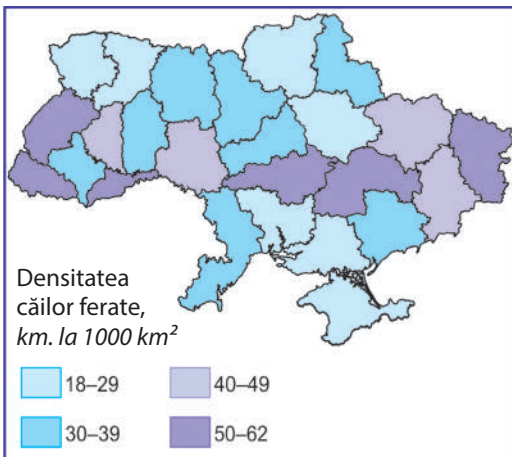 Densitatea
căilor ferate,
km. la 1000 km²
18–29
40–49
30–39
50–62